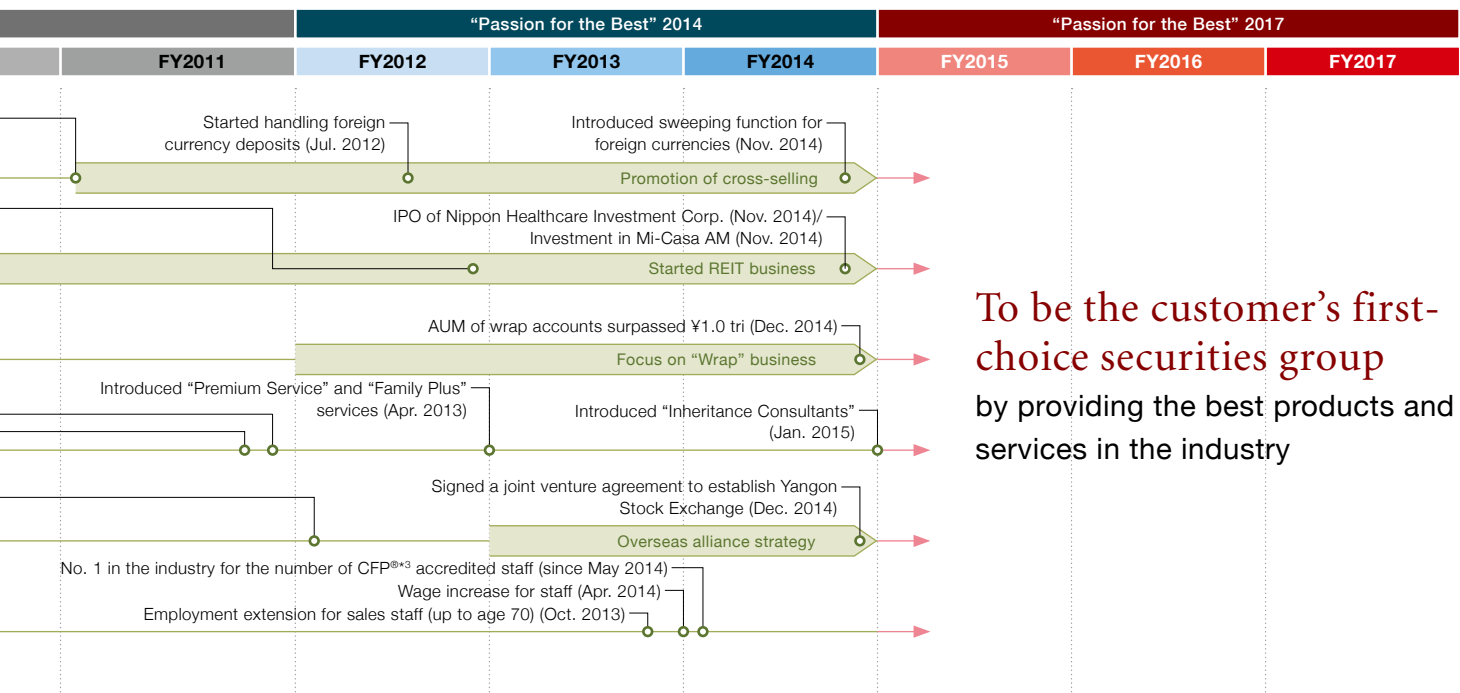 “Passion for the Best” 2014
“Passion for the Best” 2017
FY2011
FY2012
FY2013
FY2014
FY2015
FY2016
FY2017
Started handling foreign
currency deposits (Jul. 2012)
Introduced sweeping function for
foreign currencies (Nov. 2014)
Promotion of cross-selling
IPO of Nippon Healthcare Investment Corp. (Nov. 2014)/
Investment in Mi-Casa AM (Nov. 2014)
Started REIT business
AUM of wrap accounts surpassed ¥1.0 tri (Dec. 2014)
Focus on “Wrap” business
Introduced “Premium Service” and “Family Plus”
services (Apr. 2013)
Introduced “Inheritance Consultants”
(Jan. 2015)
Signed a joint venture agreement to establish Yangon
Stock Exchange (Dec. 2014)
Overseas alliance strategy
No. 1 in the industry for the number of CFP®*3 accredited staff (since May 2014)
Wage increase for staff (Apr. 2014)
Employment extension for sales staff (up to age 70) (Oct. 2013)
To be the customer’s first-
choice securities group
by providing the best products and
services in the industry